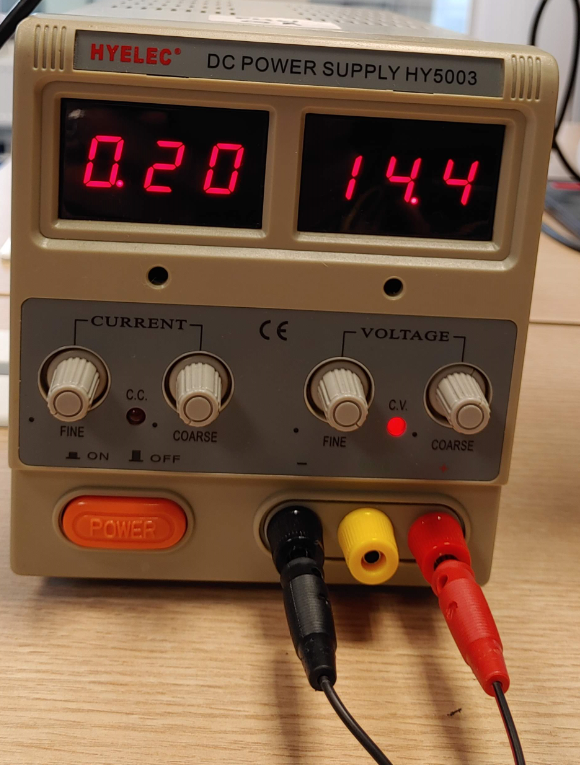 HYELEC®
DC POWER SUPPLY HY5003
0.20
14.4
CURRENT
CE
VOLTAGE
C.C.
C.V.
FINE
COARSE
FINE
COARSE
ON
OFF
-
+
POWER